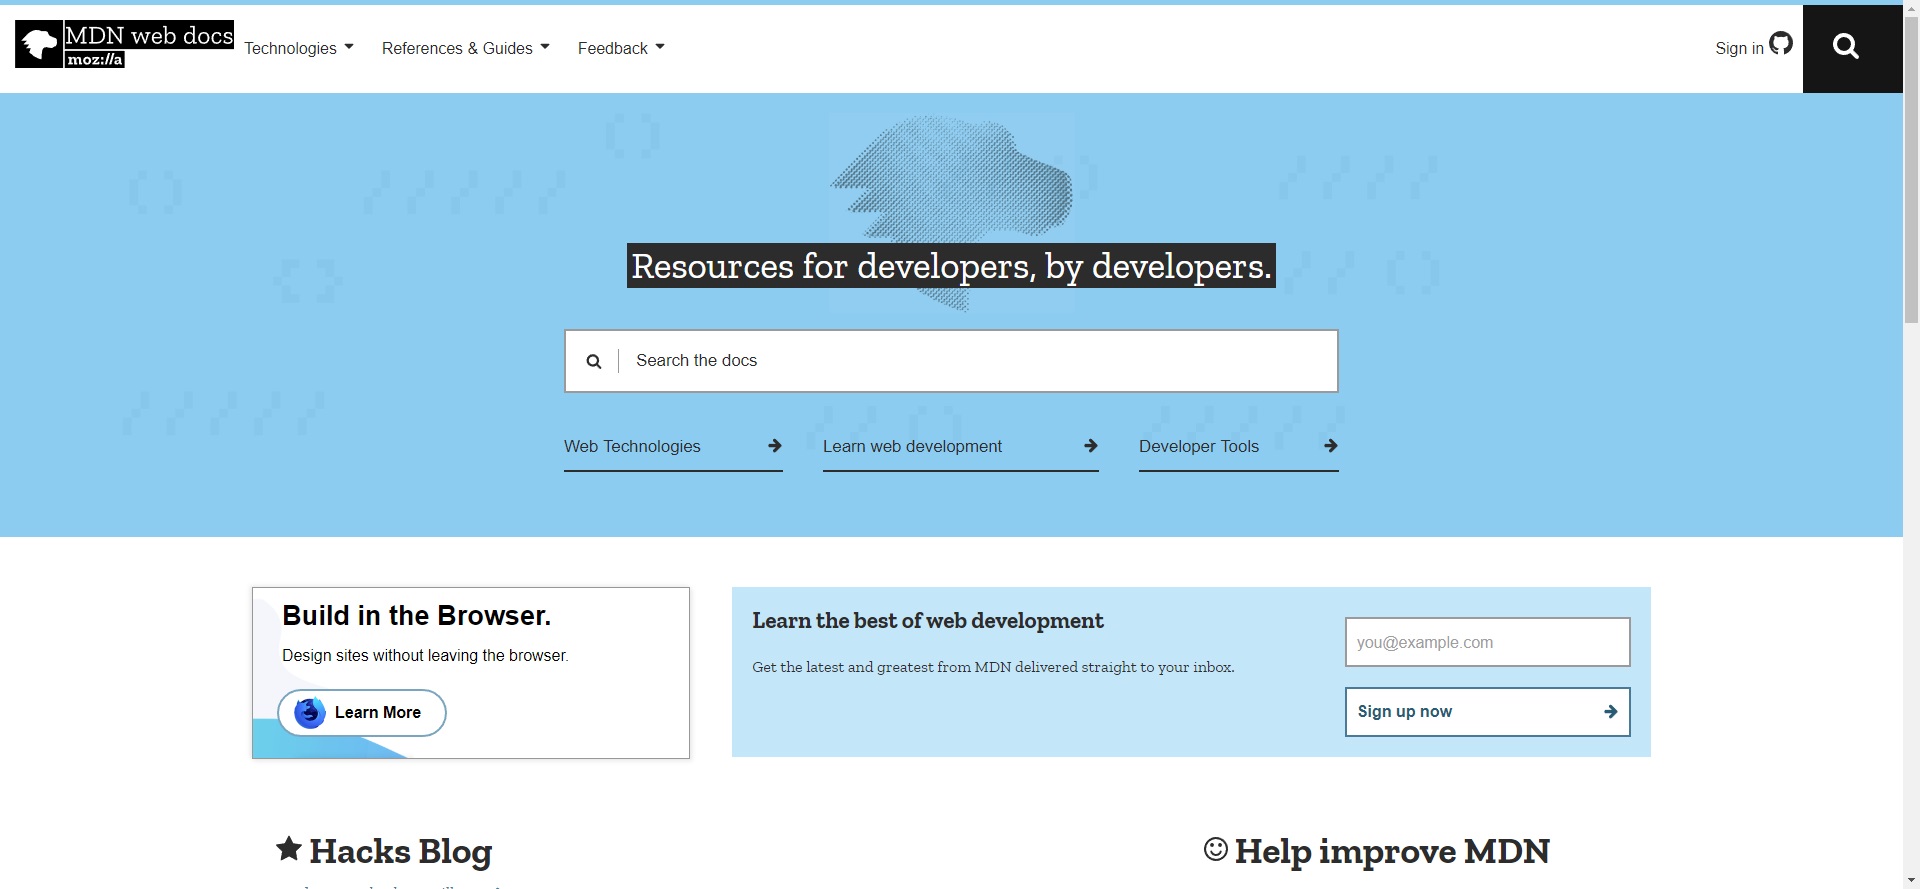 MDN web docs
moz://a
Technologies
References & Guides
Feedback
Sign in
Resources for developers, by developers.
Search the docs
Web Technologies
Learn web development
Developer Tools
Build in the Browser.
Design sites without leaving the browser.
Learn More
Learn the best of web development
Get the latest and greatest from MDN delivered straight to your inbox.
you@example.com
Sign up now
Hacks Blog
Help improve MDN